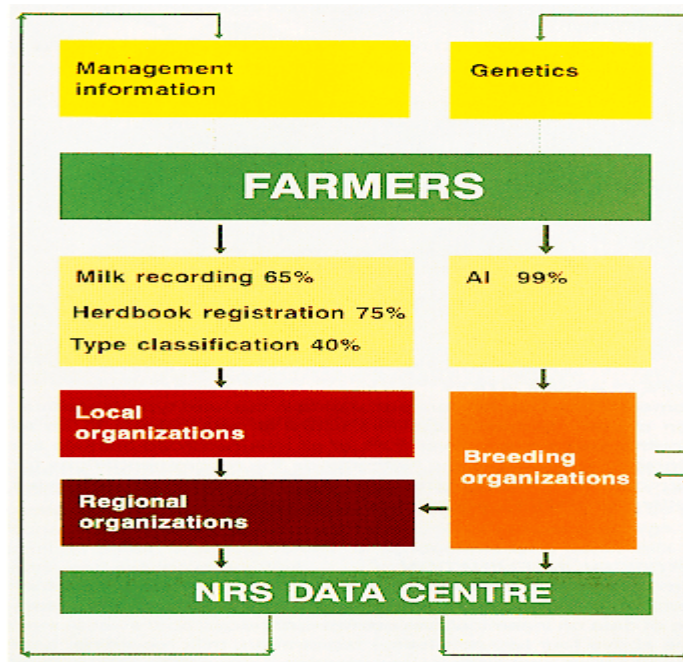 Management
information
Genetics
FARMERS
Milk recording 65%
Herdbook registration 75%
Type classification 40%
AI 99%
Local
organizations
Regional
organizations
Breeding
organizations
NRS DATA CENTRE